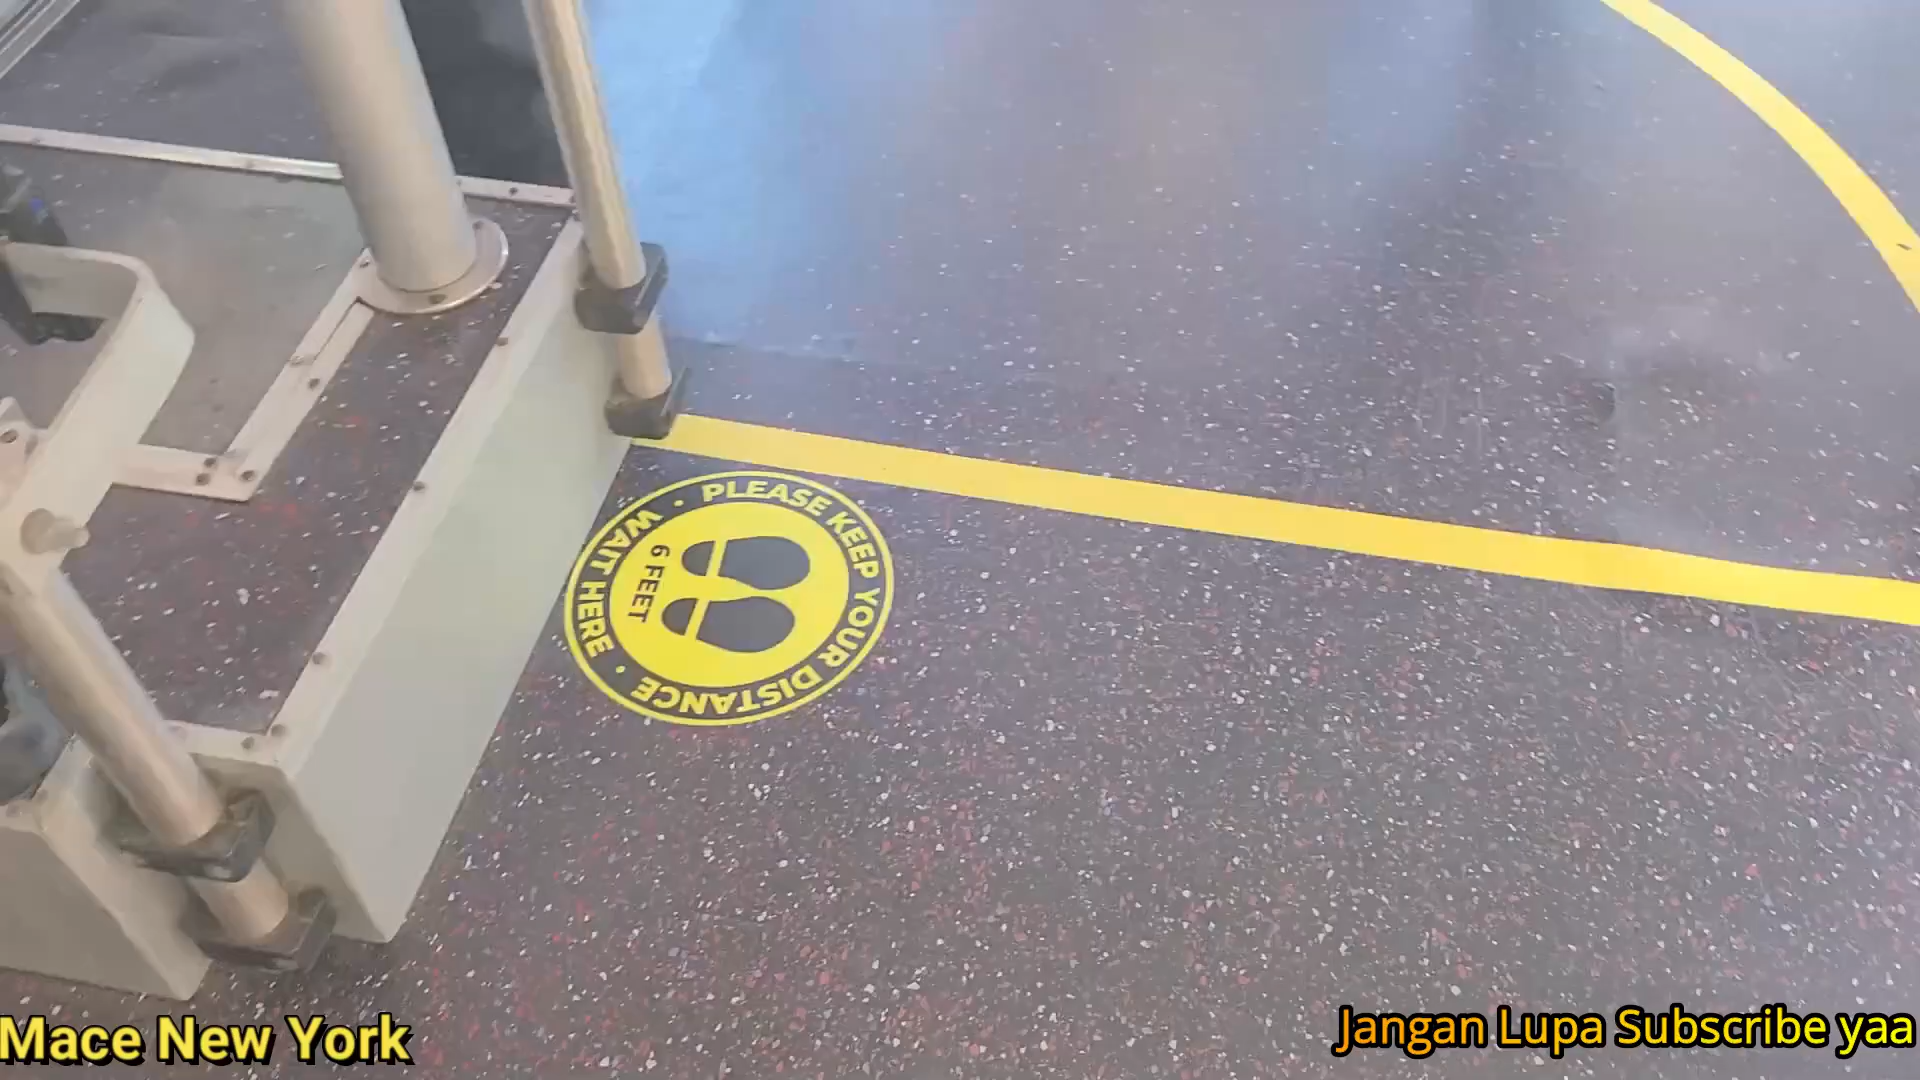 PLEASE KEEP YOUR DISTANCE
WAIT HERE
6 FEET
Mace New York
Jangan Lupa Subscribe yaa